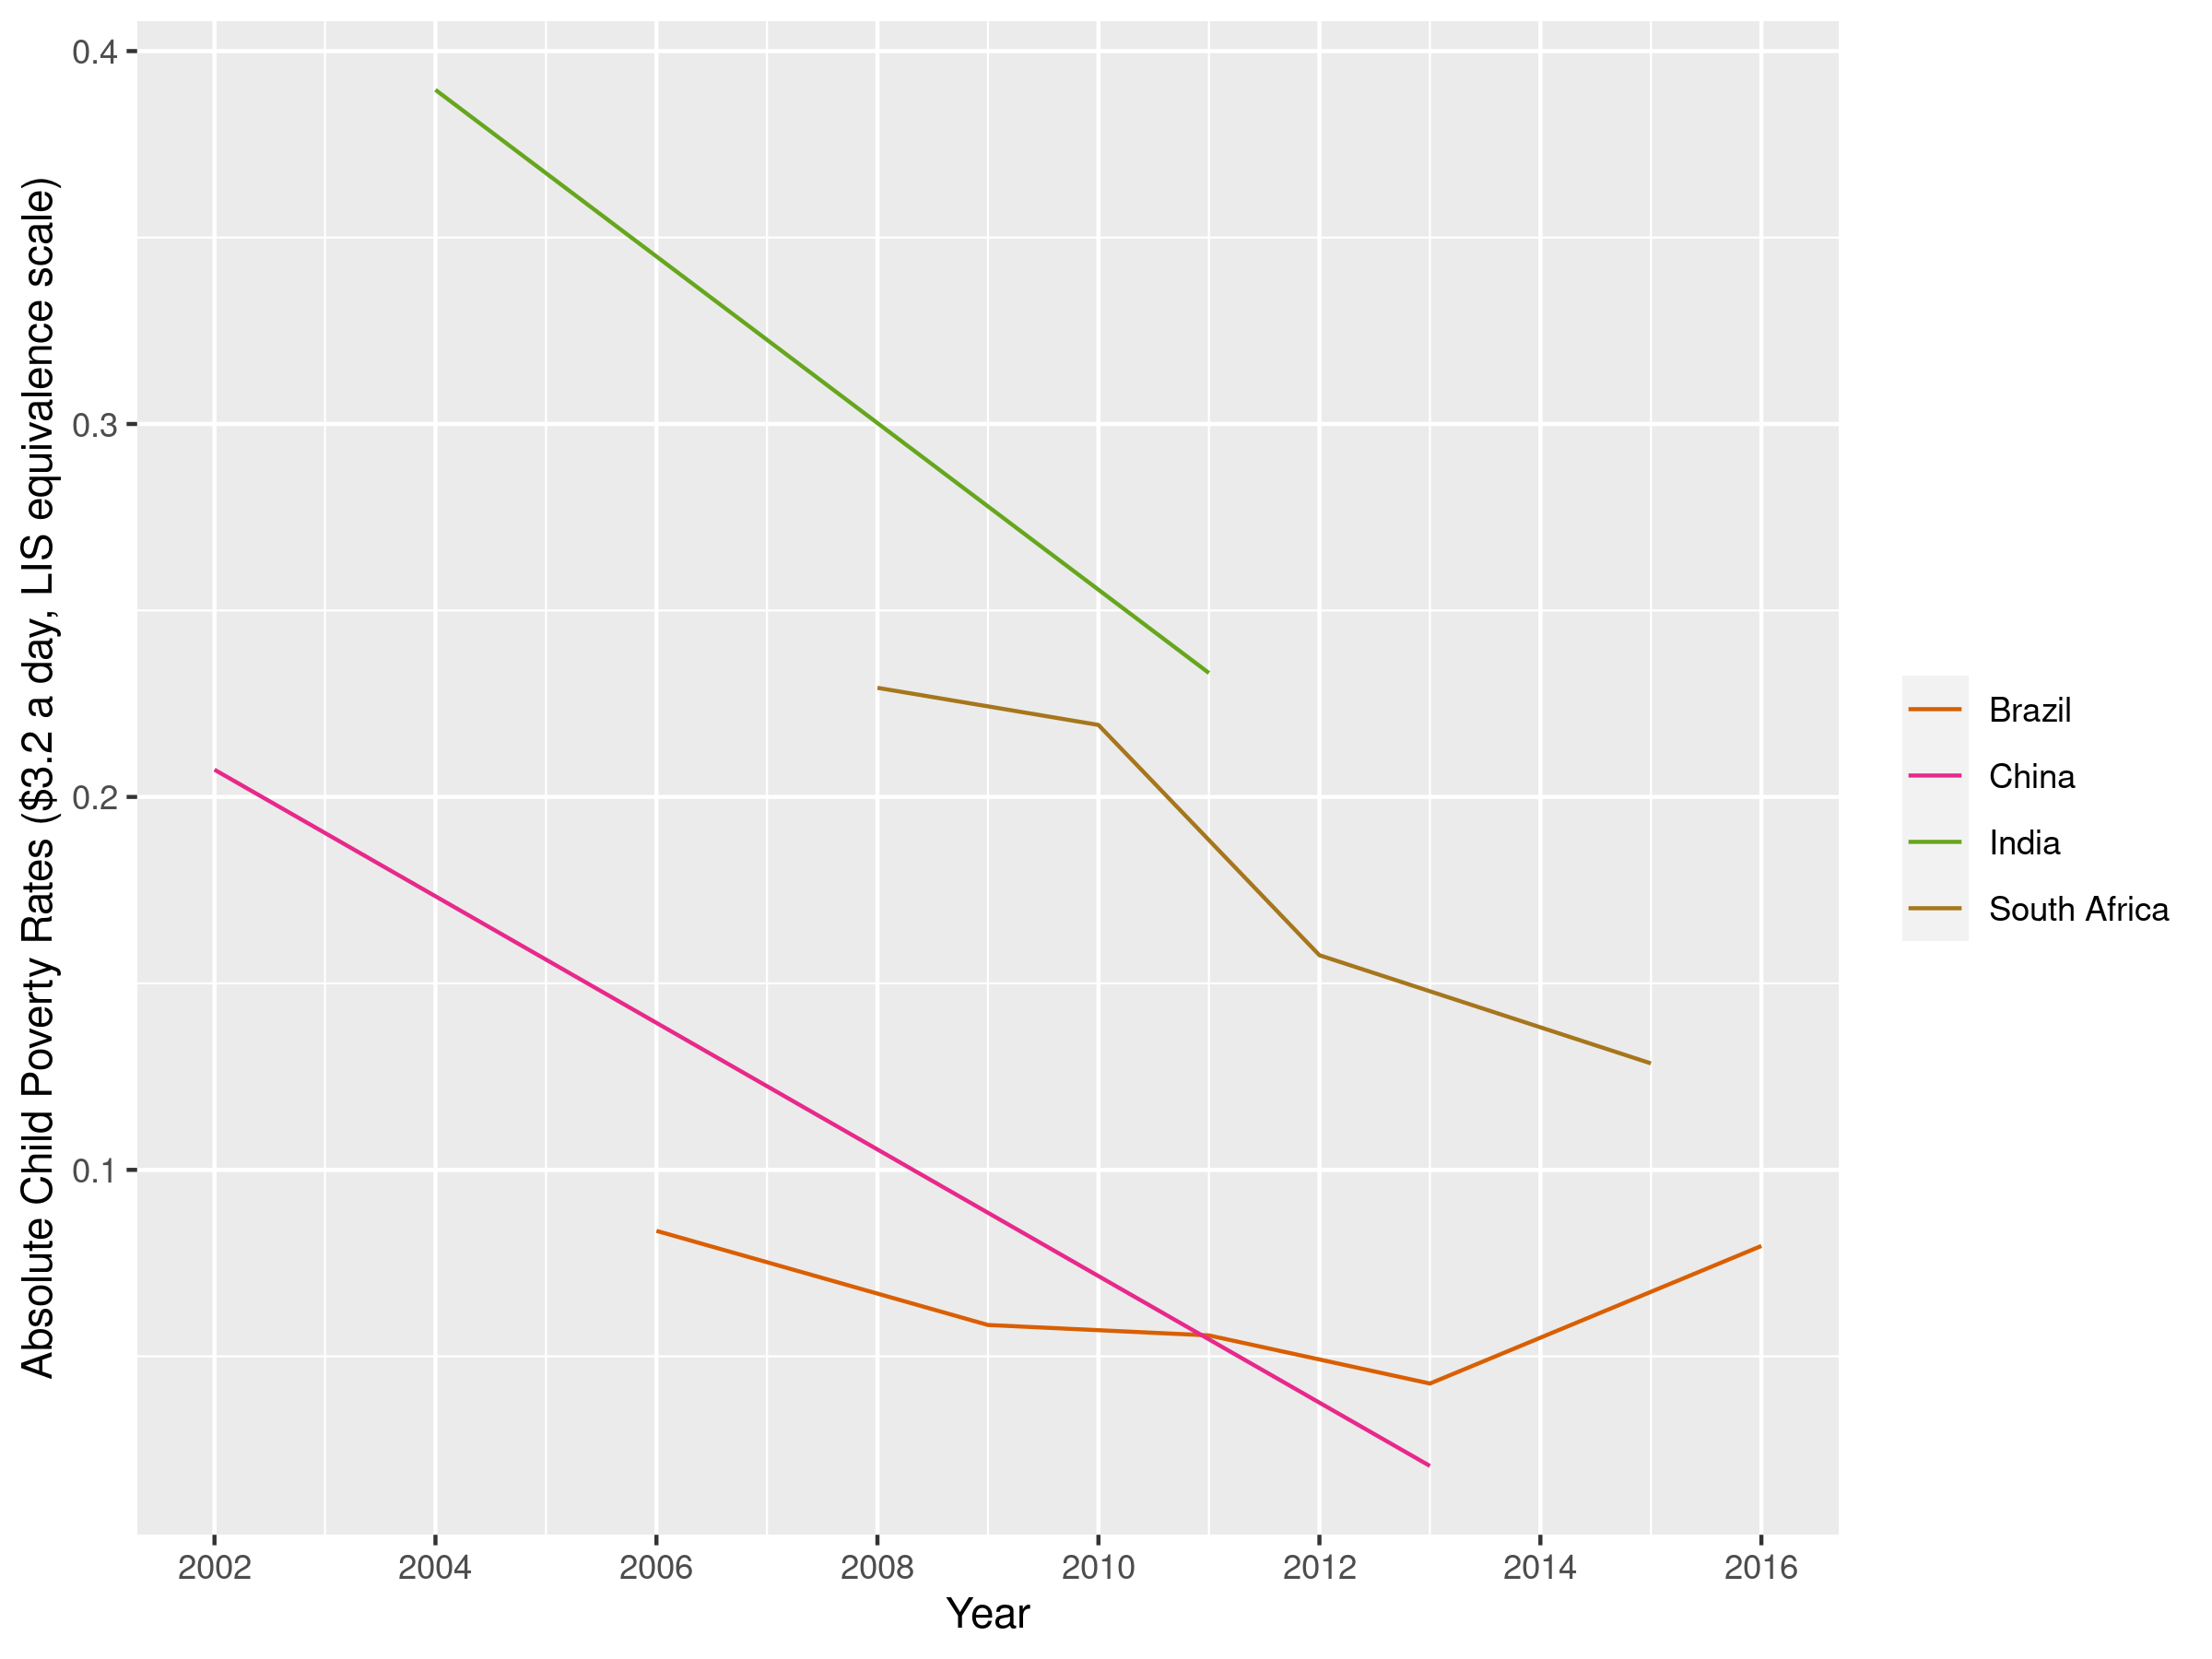 Absolute Child Poverty Rates ($3.2 a day, LIS equivalence scale)
0.4
0.3
0.2
0.1
2002 2004 2006 2008 2010 2012 2014 2016
Year
Brazil
China
India
South Africa